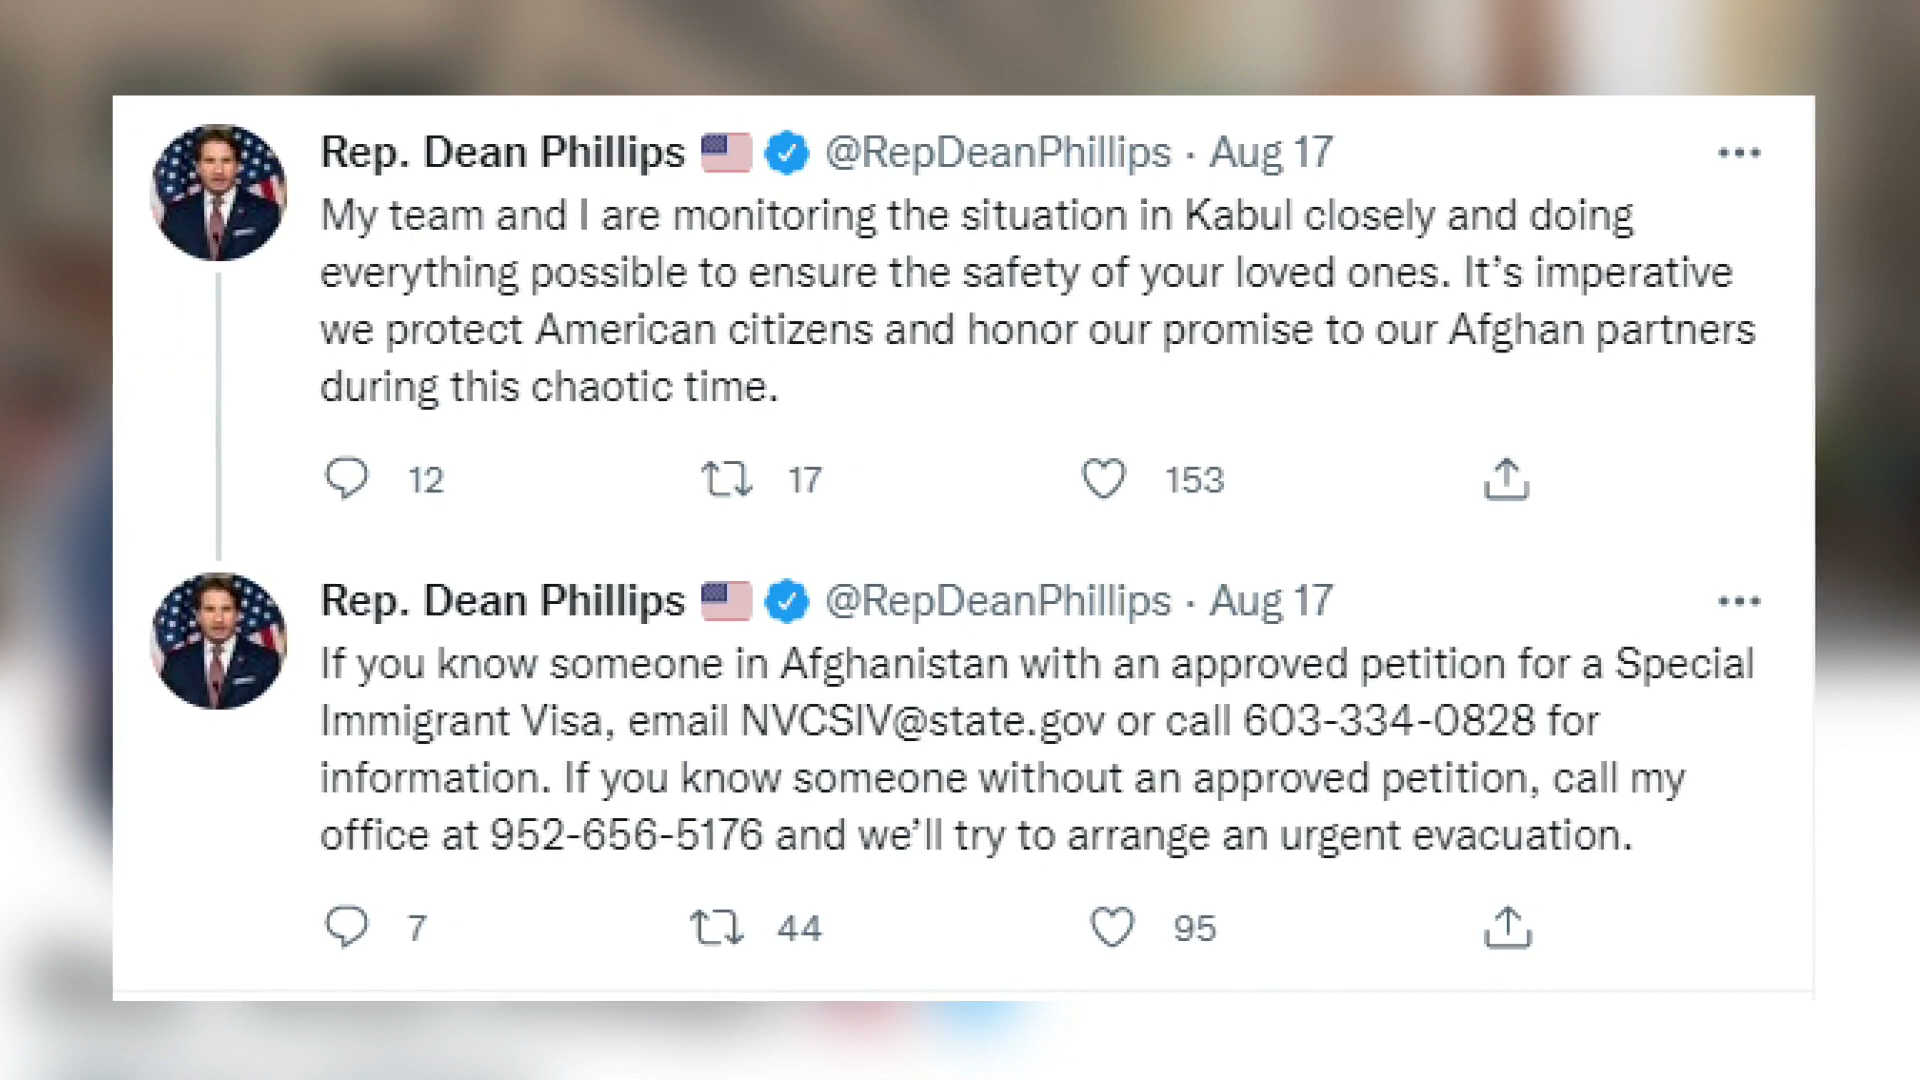 Rep. Dean Phillips @RepDeanPhillips · Aug 17
My team and I are monitoring the situation in Kabul closely and doing
everything possible to ensure the safety of your loved ones. It’s imperative
we protect American citizens and honor our promise to our Afghan partners
during this chaotic time.
12 17 153
Rep. Dean Phillips @RepDeanPhillips · Aug 17
If you know someone in Afghanistan with an approved petition for a Special
Immigrant Visa, email NVCSIV@state.gov or call 603-334-0828 for
information. If you know someone without an approved petition, call my
office at 952-656-5176 and we’ll try to arrange an urgent evacuation.
7 44 95